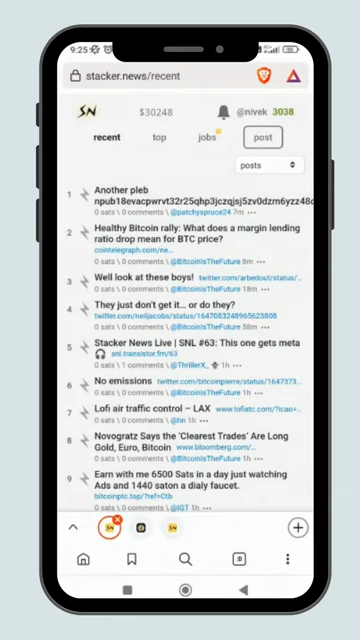 9:25
stacker.news/recent
SN $30248 @nivek 3038
recent top jobs post
posts
1 Another pleb
npub18evacpwrvt32r25qhp3jczqjsj5zv0dzm6yzz48c
0 sats \ 0 comments \ @patchyspruce24 7m •••
2 Healthy Bitcoin rally: What does a margin lending
ratio drop mean for BTC price?
cointelegraph.com/ne...
0 sats \ 0 comments \ @BitcoinIsTheFuture 8m •••
3 Well look at these boys! twitter.com/arbedout/status/...
0 sats \ 0 comments \ @BitcoinIsTheFuture 18m •••
4 They just don't get it... or do they?
twitter.com/neiljacobs/status/1647083248965623808
0 sats \ 0 comments \ @BitcoinIsTheFuture 58m •••
5 Stacker News Live | SNL #63: This one gets meta
snl.transistor.fm/63
0 sats \ 1 comments \ @ThrillerX_ 1h •••
6 No emissions twitter.com/bitcoinpierre/status/1647373...
0 sats \ 0 comments \ @BitcoinIsTheFuture 1h •••
7 Lofi air traffic control – LAX www.lofiatc.com/?icao=...
0 sats \ 0 comments \ @hn 1h •••
8 Novogratz Says the 'Clearest Trades' Are Long
Gold, Euro, Bitcoin www.bloomberg.com/...
0 sats \ 0 comments \ @BitcoinIsTheFuture 1h •••
9 Earn with me 6500 Sats in a day just watching
Ads and 1440 saton a dialy faucet.
bitcoinptc.top/?ref=Ctb
0 sats \ 0 comments \ @IGT 1h •••
SN SN
:D